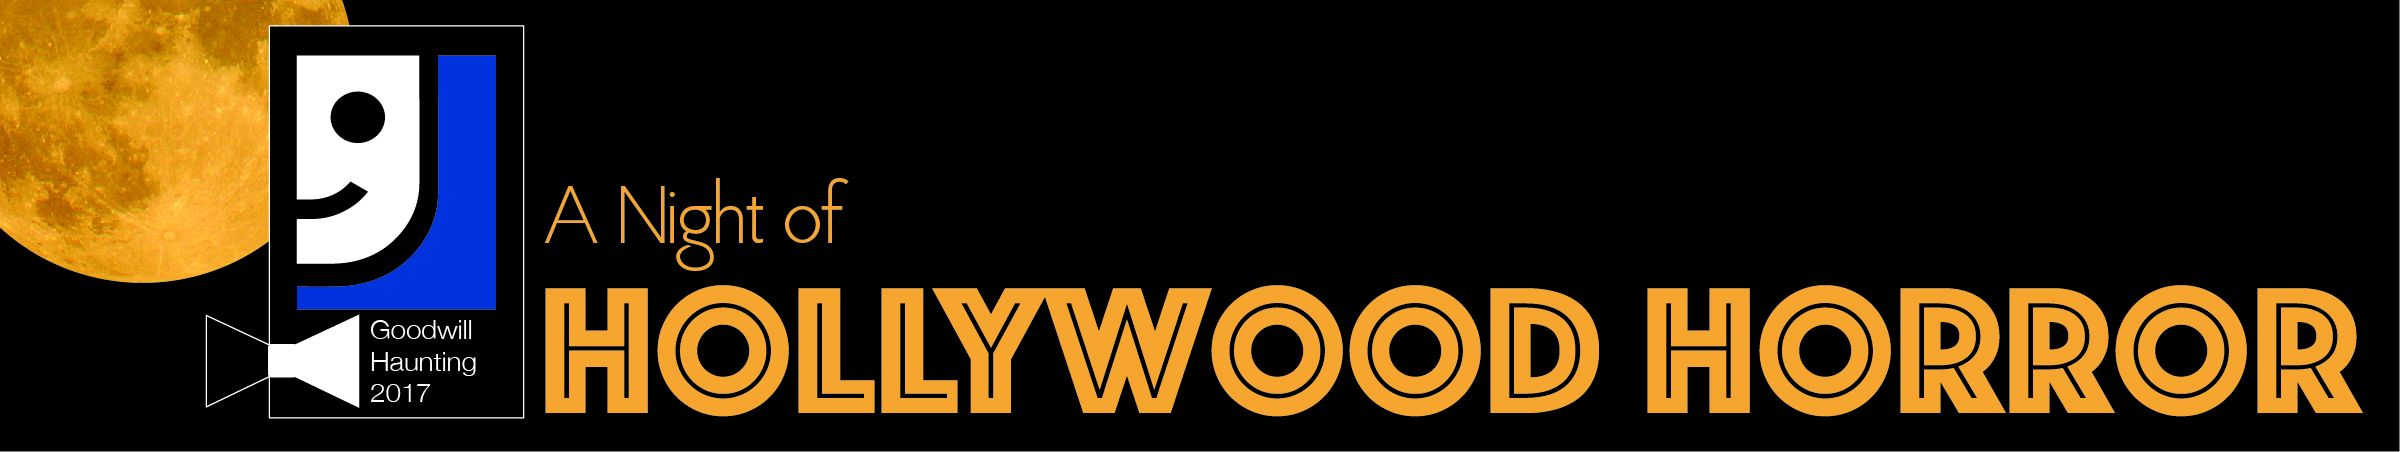 Goodwill
Haunting
2017
A Night of
HOLLYWOOD HORROR